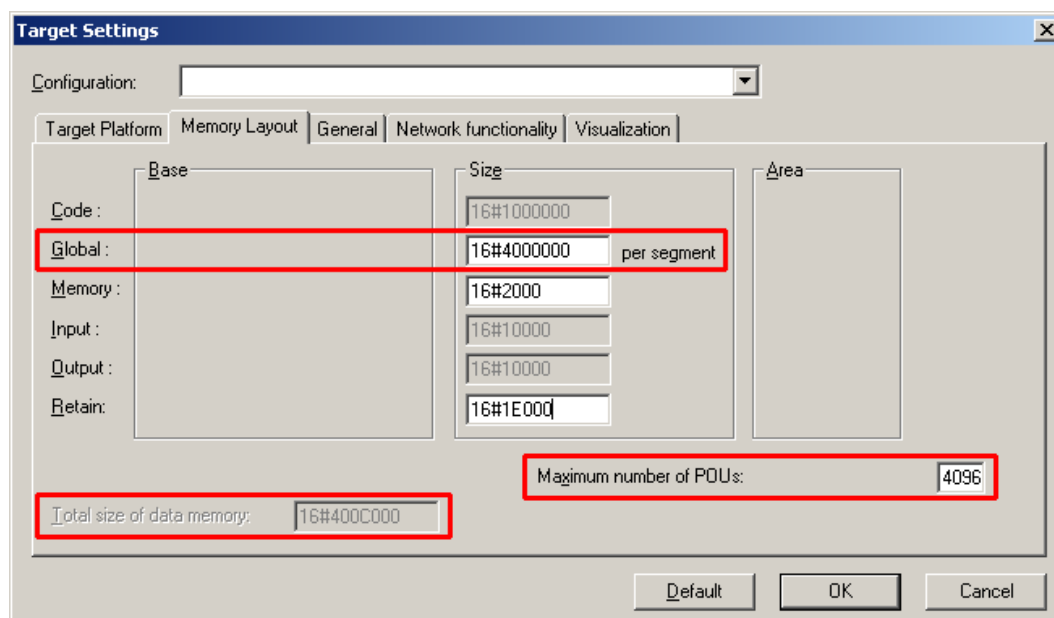 Target Settings
Configuration:
Target Platform Memory Layout General Network functionality Visualization
Base Size Area
Code : 16#1000000
Global : 16#4000000 per segment
Memory : 16#2000
Input : 16#10000
Output : 16#10000
Retain: 16#1E000
Maximum number of POUs: 4096
Total size of data memory: 16#400C000
Default OK Cancel